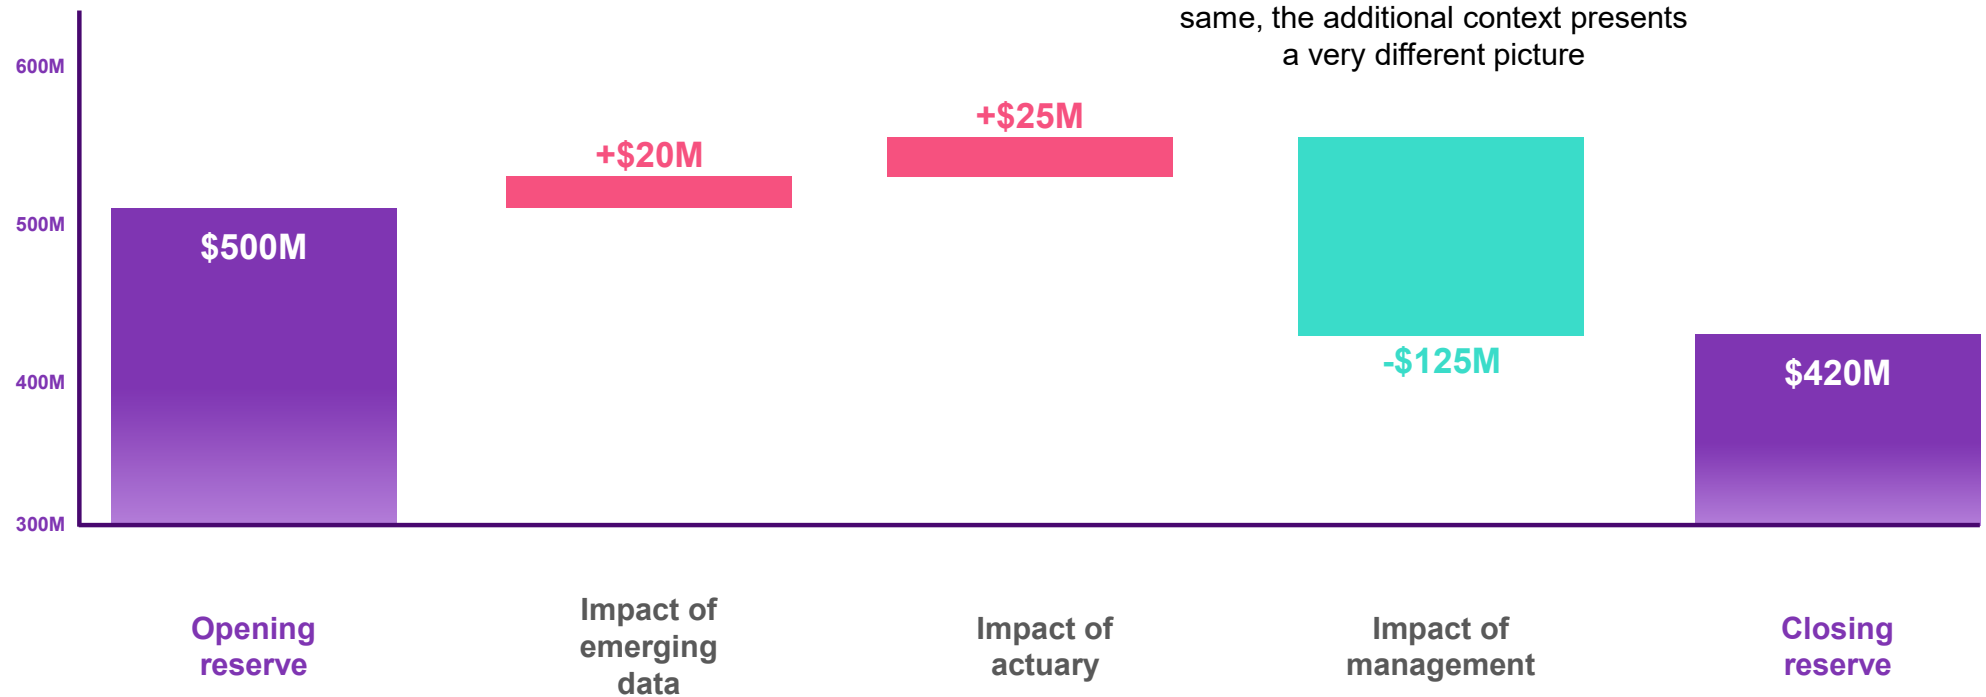 same, the additional context presents
a very different picture
600M
500M
400M
300M
+$20M
+$25M
$500M
-$125M
$420M
Opening
reserve
Impact of
emerging
data
Impact of
actuary
Impact of
management
Closing
reserve